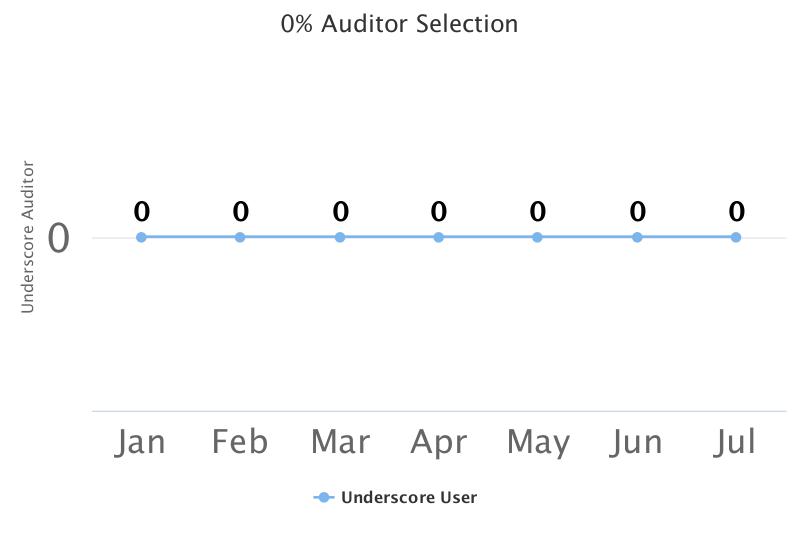 0% Auditor Selection
Underscore Auditor
0
0 0 0 0 0 0 0
Jan Feb Mar Apr May Jun Jul
Underscore User